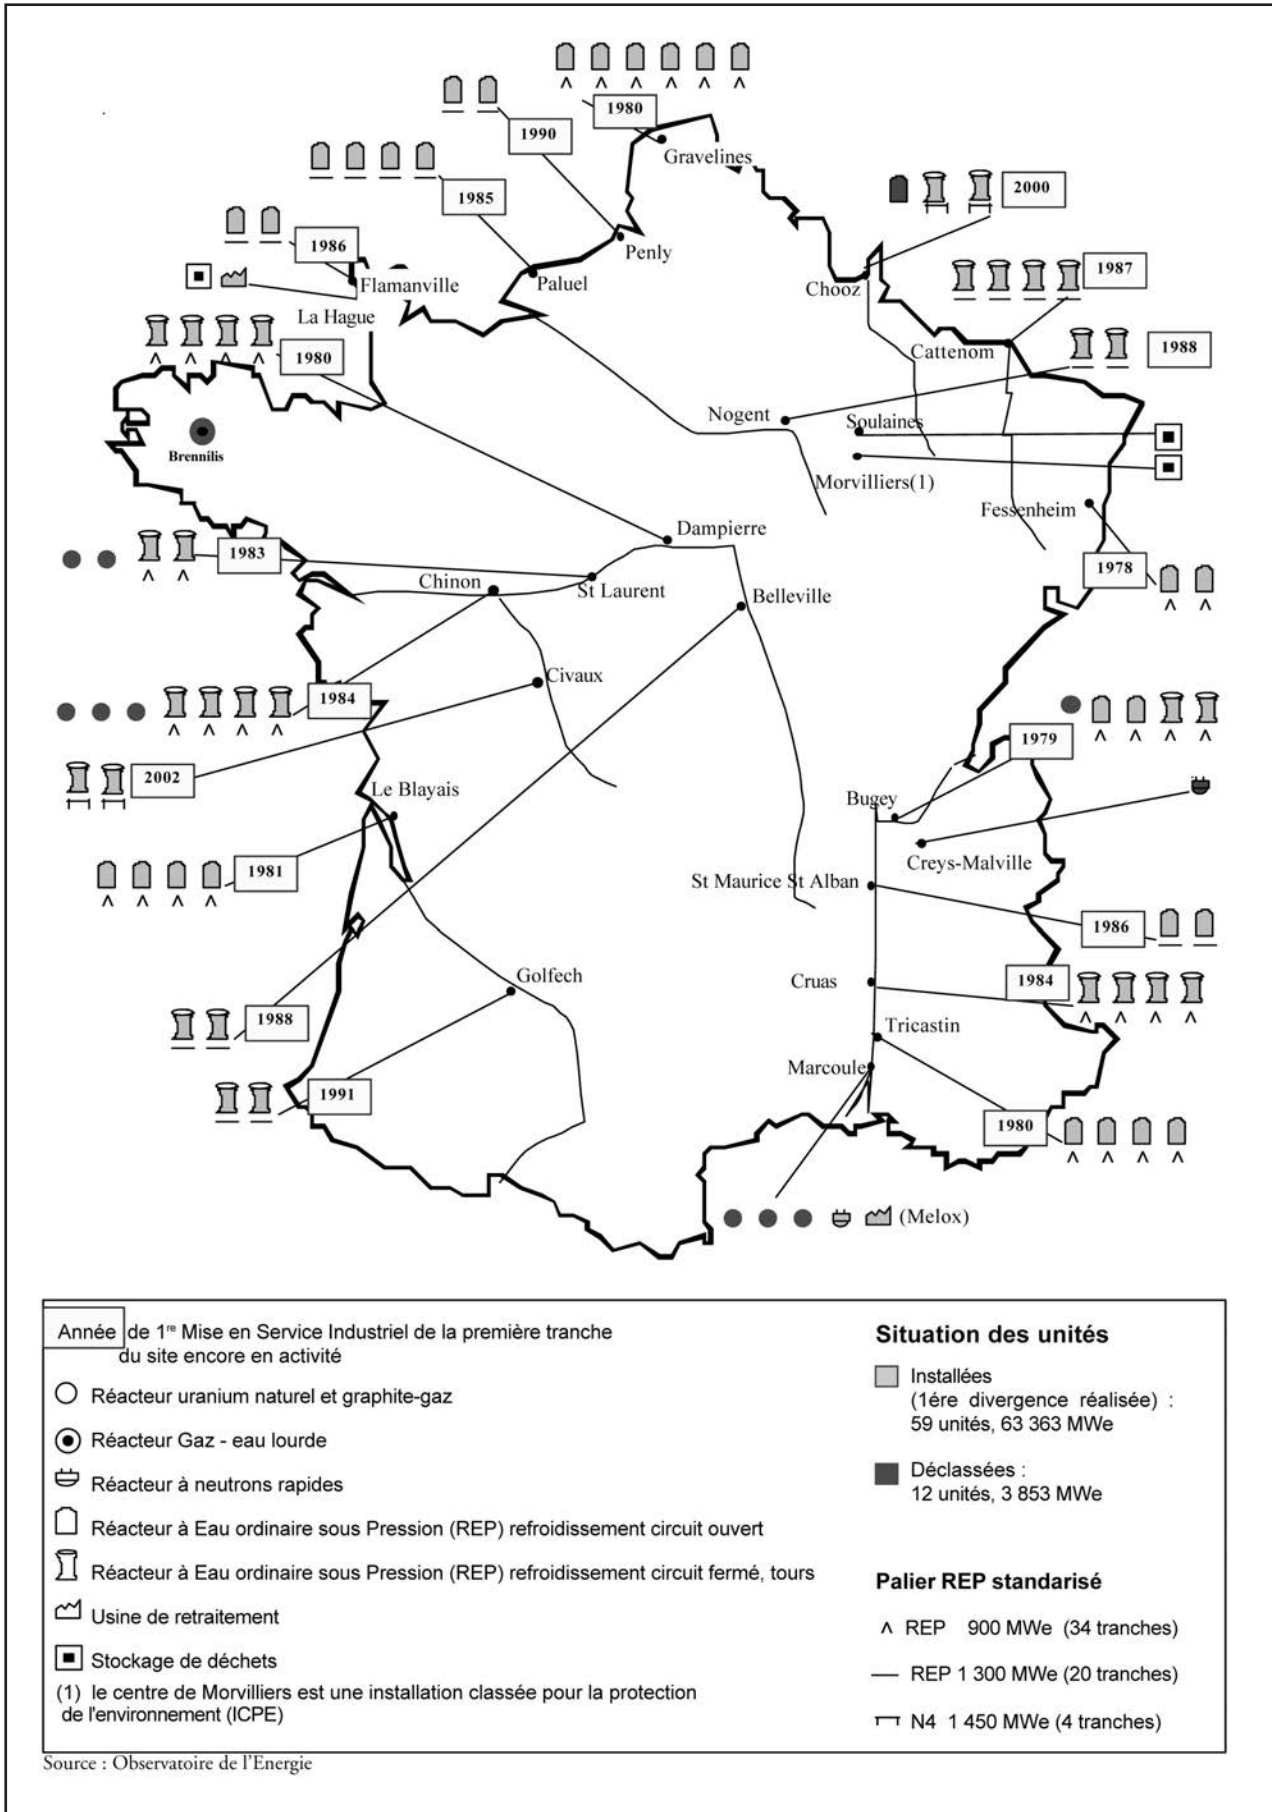 1980
1990
Gravelines
1985
2000
1986
Penly
1987
Flamanville
Paluel
Chooz
La Hague
1980
Cattenom
1988
Nogent
Soulaines
Brennilis
Morvilliers(1)
Fessenheim
Dampierre
1983
1978
Chinon
St Laurent
Belleville
Civaux
1984
1979
2002
Le Blayais
Bugey
Creys-Malville
1981
St Maurice St Alban
1986
Golfech
Cruas
1984
1988
Tricastin
Marcoule
1991
1980
(Melox)
Année de 1re Mise en Service Industriel de la première tranche
du site encore en activité
Réacteur uranium naturel et graphite-gaz
Réacteur Gaz - eau lourde
Réacteur à neutrons rapides
Réacteur à Eau ordinaire sous Pression (REP) refroidissement circuit ouvert
Réacteur à Eau ordinaire sous Pression (REP) refroidissement circuit fermé, tours
Usine de retraitement
Stockage de déchets
(1) le centre de Morvilliers est une installation classée pour la protection
de l'environnement (ICPE)
Situation des unités
Installées
(1ére divergence réalisée) :
59 unités, 63 363 MWe
Déclassées :
12 unités, 3 853 MWe
Palier REP standarisé
REP 900 MWe (34 tranches)
REP 1 300 MWe (20 tranches)
N4 1 450 MWe (4 tranches)
Source : Observatoire de l'Energie